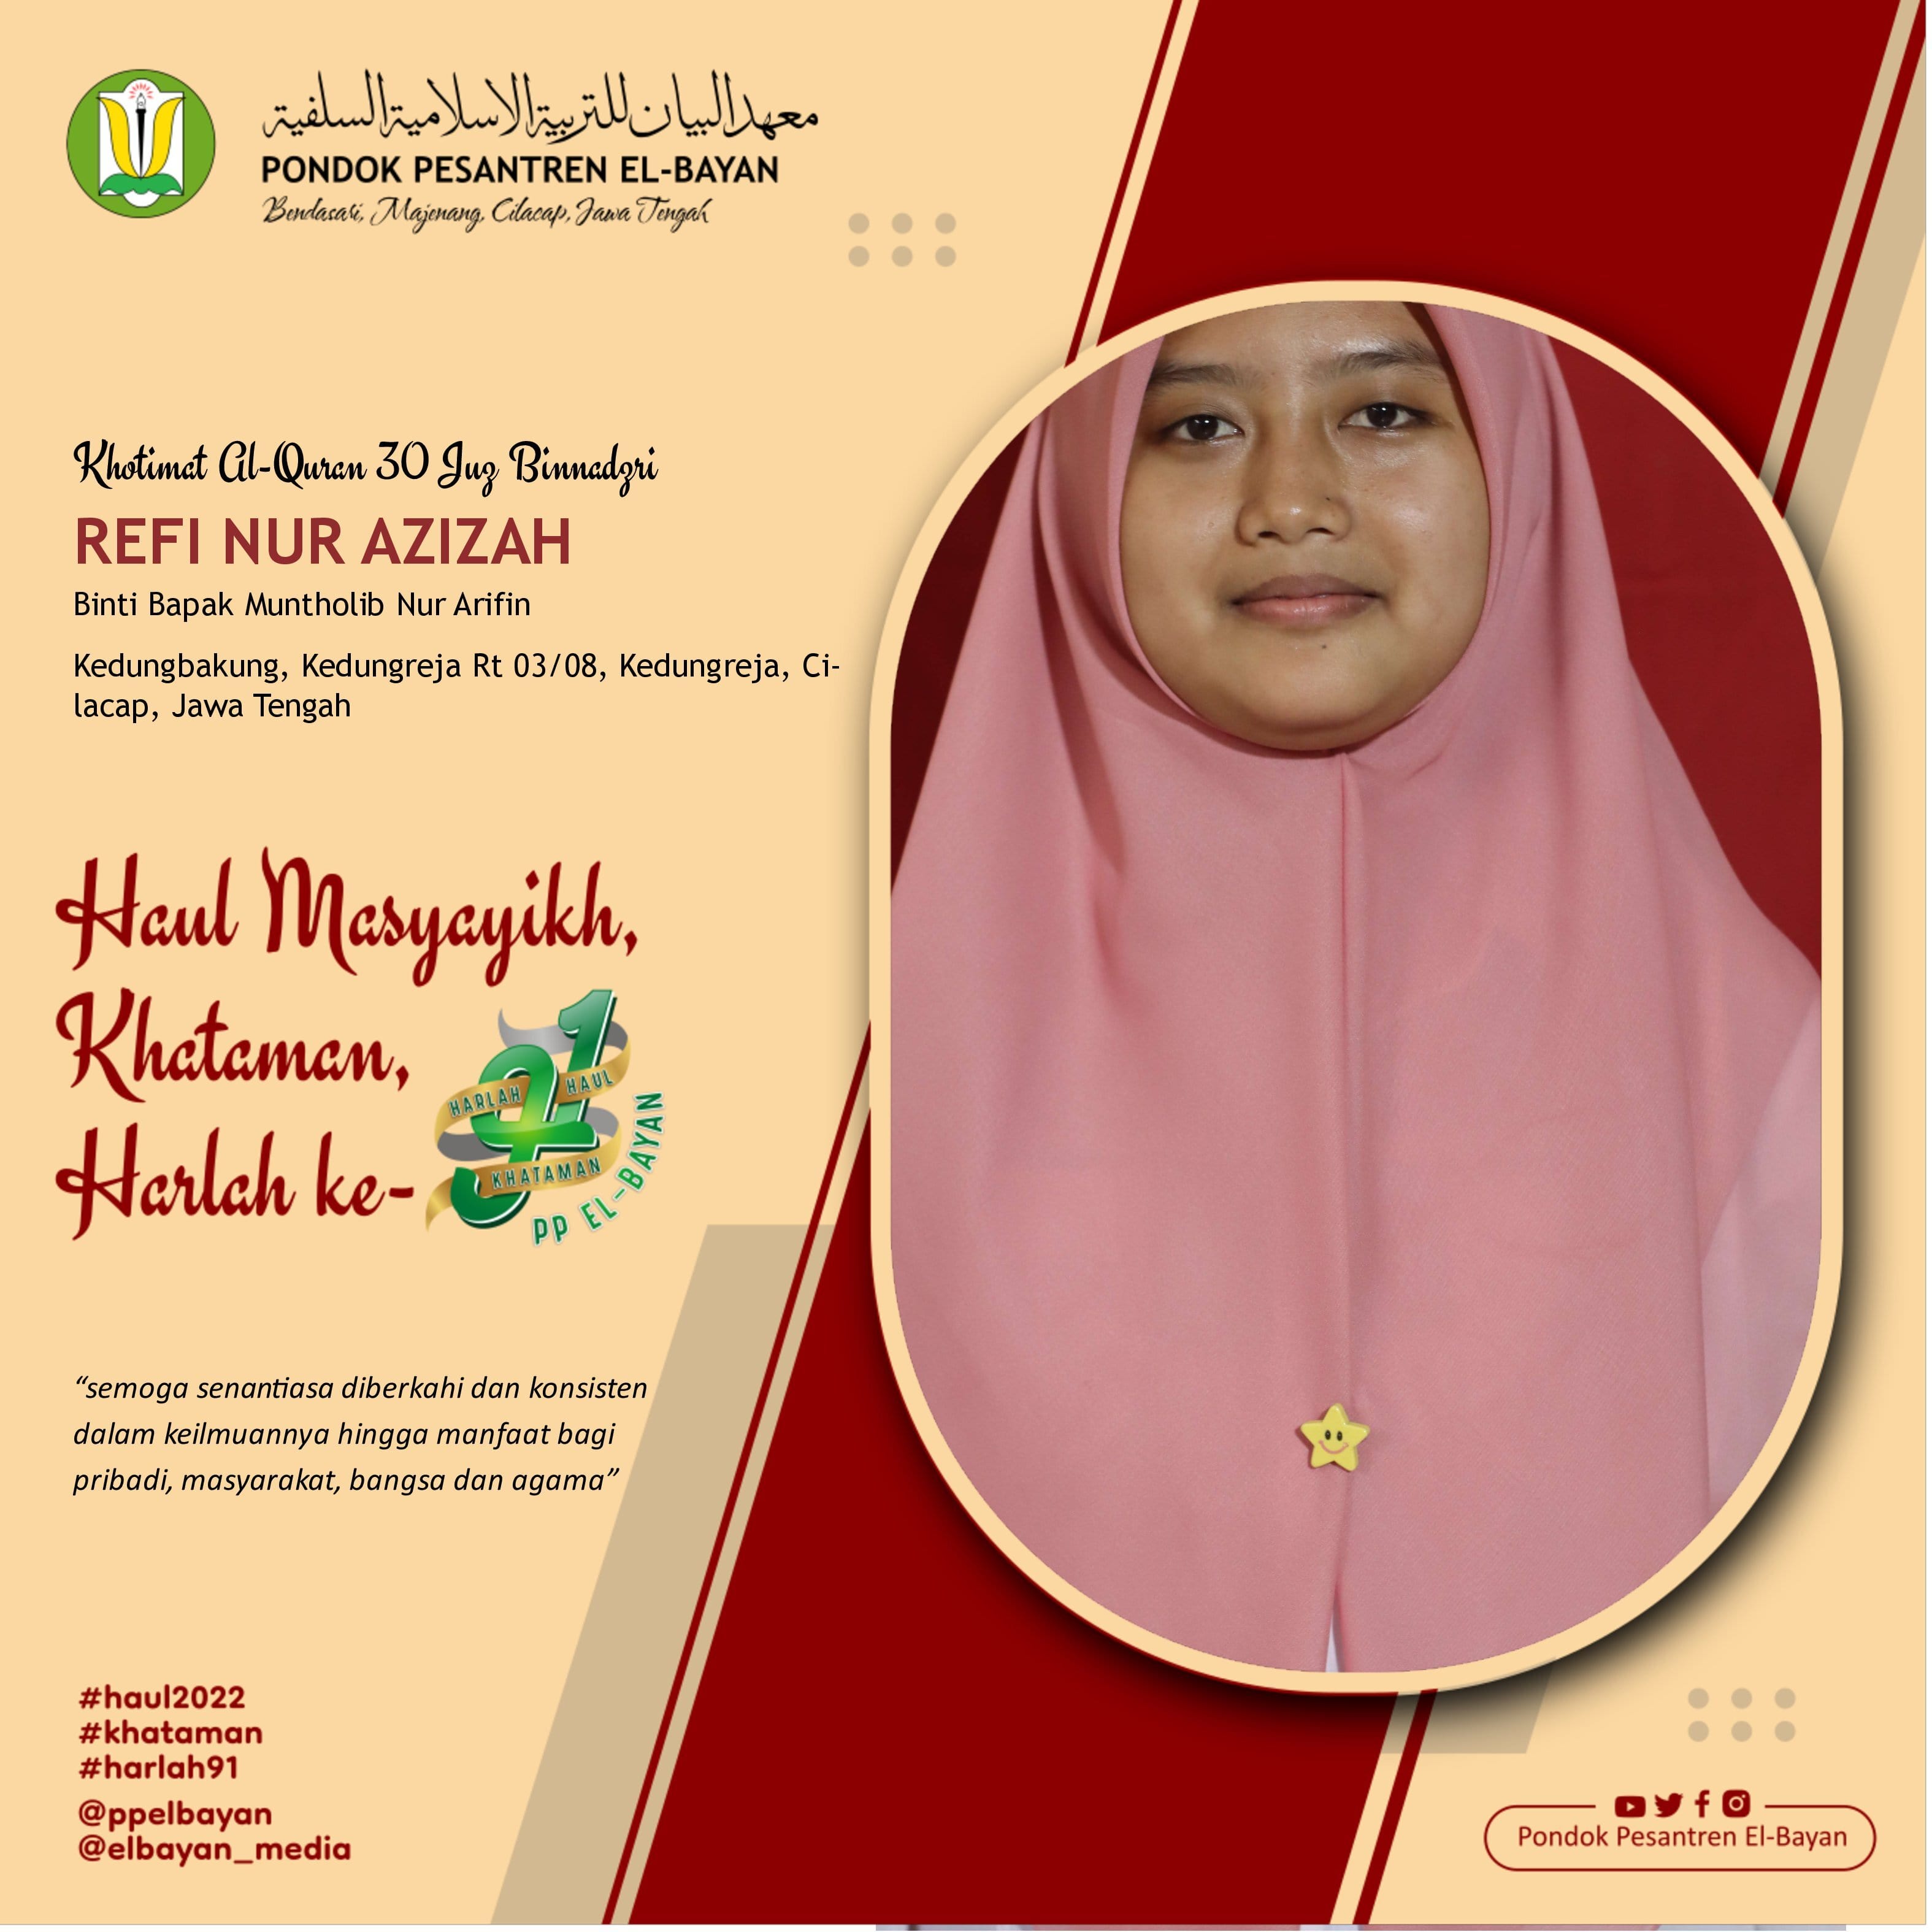 معهد البيان للتربية الاسلامية السلفية
PONDOK PESANTREN EL-BAYAN
Bendasari, Majenang, Cilacap, Jawa Tengah
Khotimat Al-Quran 30 Juz Binnadzri
REFI NUR AZIZAH
Binti Bapak Muntholib Nur Arifin
Kedungbakung, Kedungreja Rt 03/08, Kedungreja, Ci-
lacap, Jawa Tengah
Haul Masyayikh,
Khataman,
Harlah ke-
91
HARLAH HAUL
KHATAMAN
PP EL-BAYAN
“semoga senantiasa diberkahi dan konsisten
dalam keilmuannya hingga manfaat bagi
pribadi, masyarakat, bangsa dan agama”
#haul2022
#khataman
#harlah91
@ppelbayan
@elbayan_media
Pondok Pesantren El-Bayan